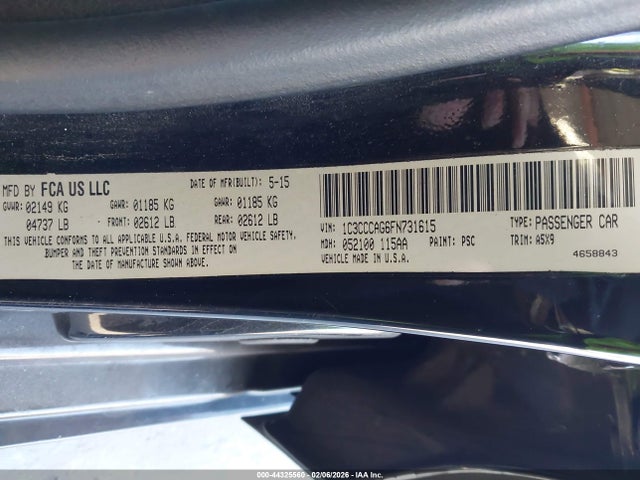 MFD BY FCA US LLC DATE OF MFR(BUILT): 5-15
GVWR: 02149 KG GAWR: 01185 KG GAWR: 01185 KG
04737 LB FRONT: 02612 LB REAR: 02612 LB
THIS VEHICLE CONFORMS TO ALL APPLICABLE U.S.A. FEDERAL MOTOR VEHICLE SAFETY,
BUMPER AND THEFT PREVENTION STANDARDS IN EFFECT ON
THE DATE OF MANUFACTURE SHOWN ABOVE.
VIN: 1C3CCCAG6FN731615 TYPE: PASSENGER CAR
MDH: 052100 115AA PAINT: PSC TRIM: A5X9
VEHICLE MADE IN U.S.A. 4658843
000-44325560 - 02/06/2026 - IAA Inc.